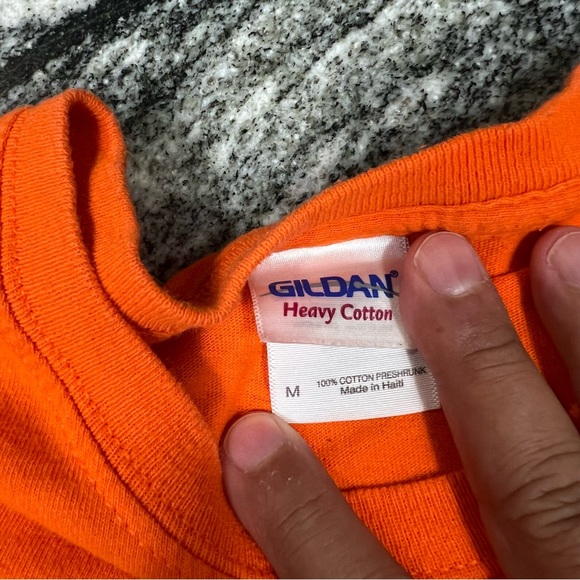 GILDAN®
Heavy Cotton
M
100% COTTON PRESHRUNK
Made in Haiti